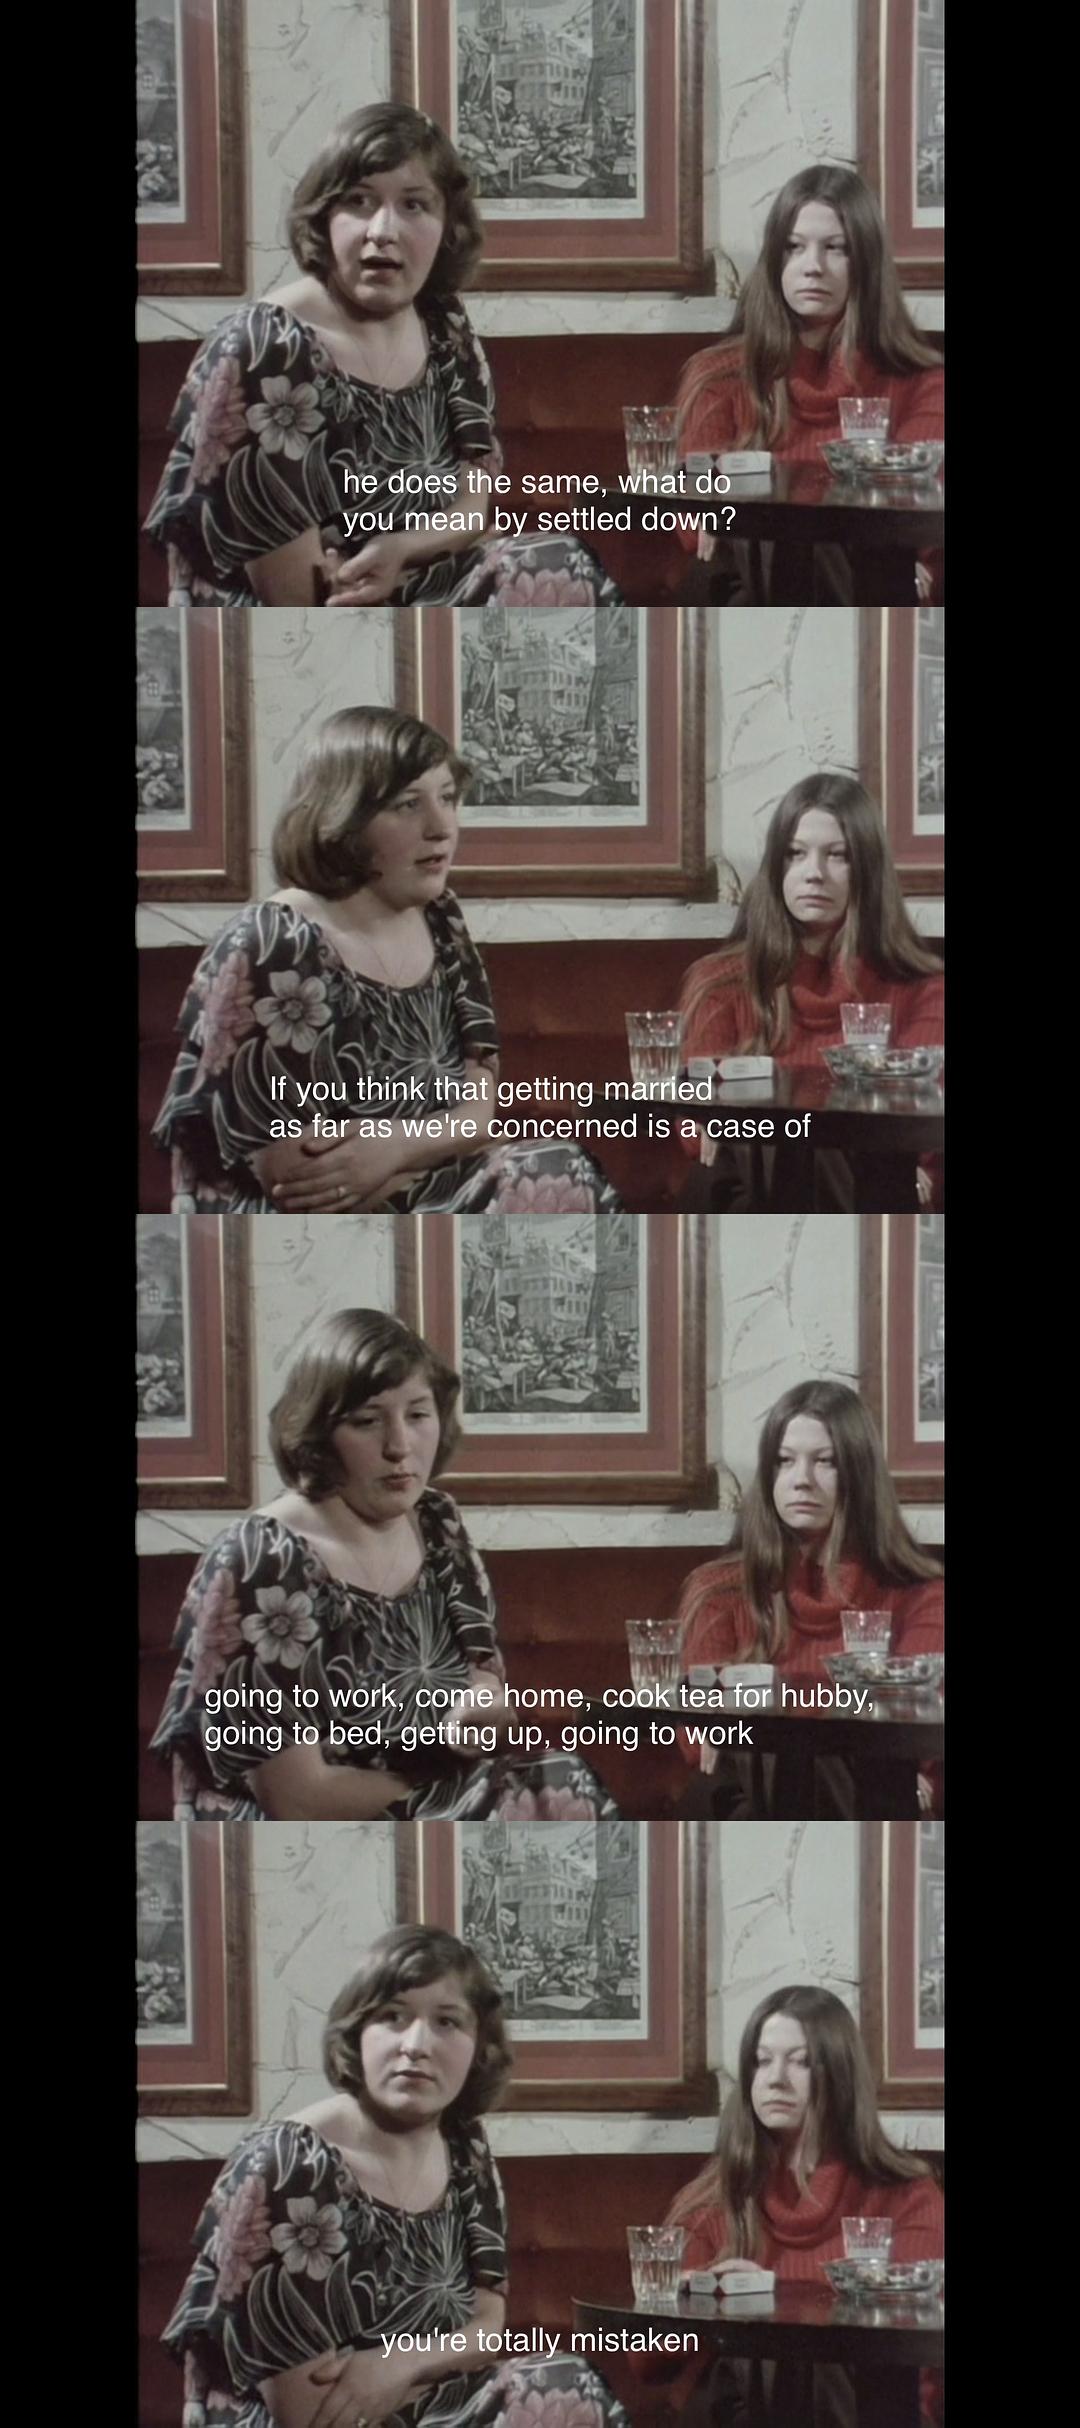 he does the same, what do
you mean by settled down?
If you think that getting married
as far as we're concerned is a case of
going to work, come home, cook tea for hubby,
going to bed, getting up, going to work
you're totally mistaken